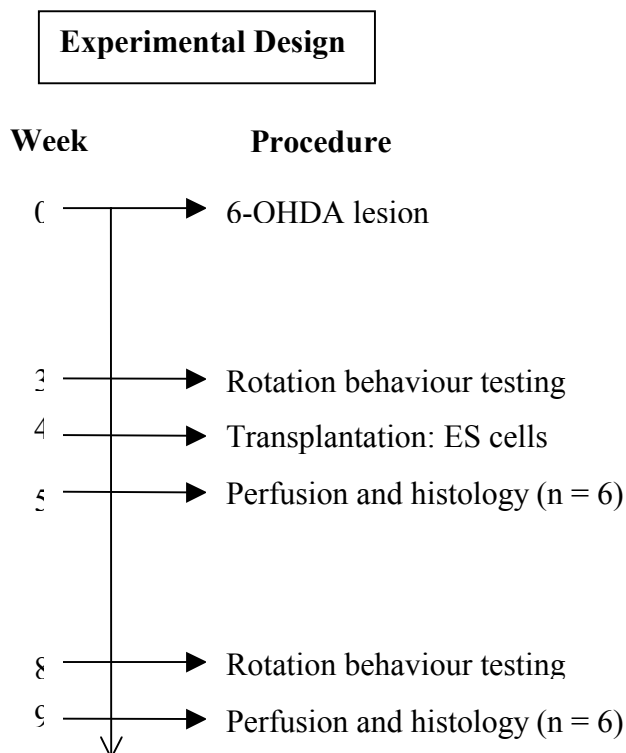 Experimental Design
Week Procedure
0 6-OHDA lesion
3 Rotation behaviour testing
4 Transplantation: ES cells
5 Perfusion and histology (n = 6)
8 Rotation behaviour testing
9 Perfusion and histology (n = 6)